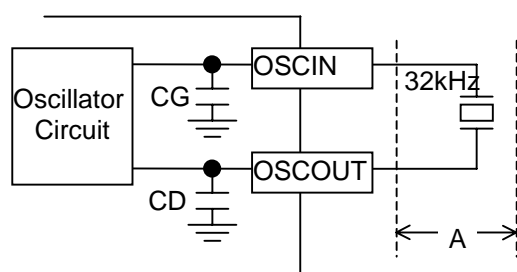 OSCIN
32kHz
Oscillator
Circuit
CG
OSCOUT
CD
A